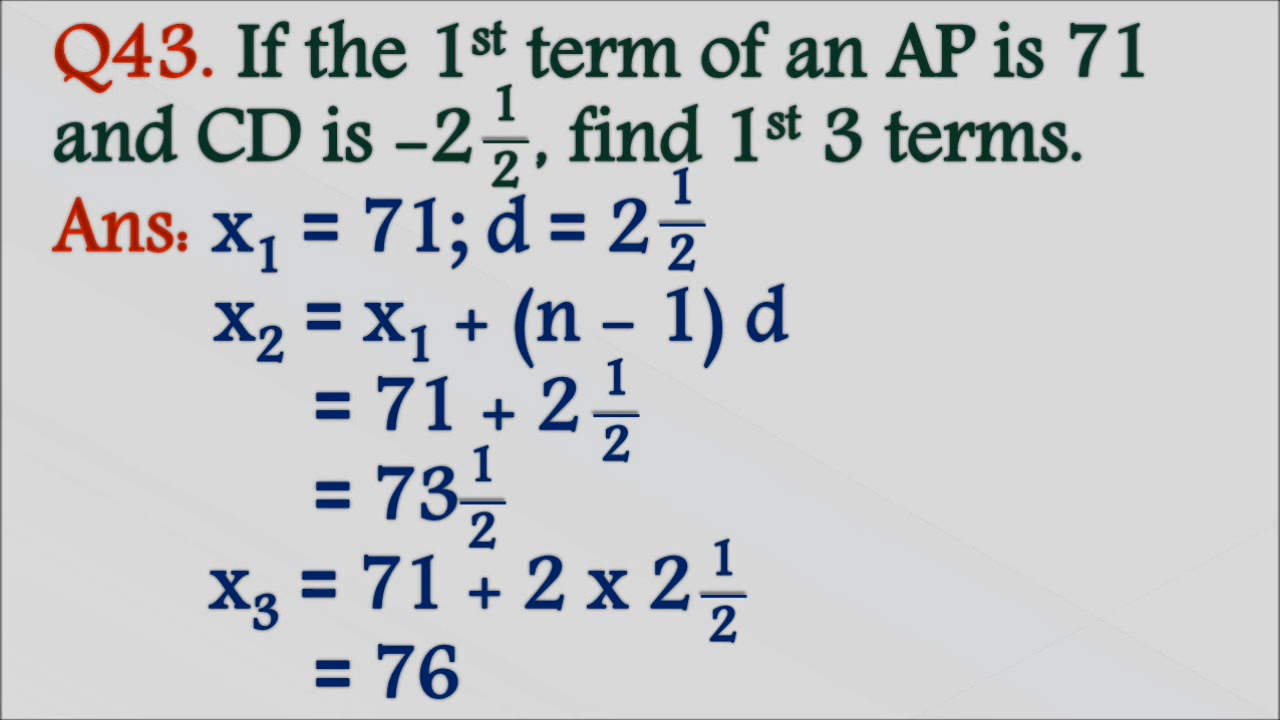 Q43. If the 1st term of an AP is 71
and CD is –2 1/2, find 1st 3 terms.
Ans: x₁ = 71; d = 2 1/2
x₂ = x₁ + (n – 1) d
= 71 + 2 1/2
= 73 1/2
x₃ = 71 + 2 x 2 1/2
= 76